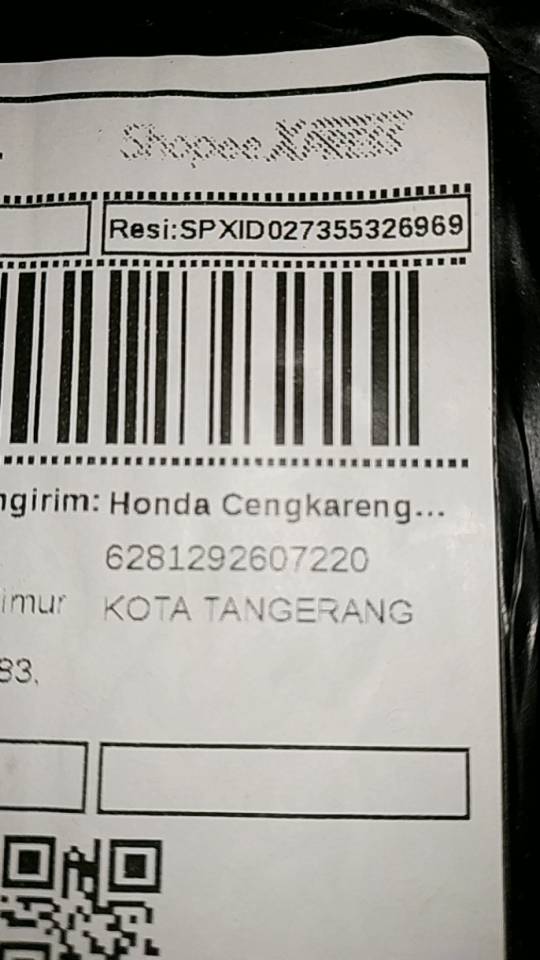 Shopee XPRESS
Resi:SPXID027355326969
ngirim: Honda Cengkareng...
6281292607220
imur KOTA TANGERANG
83,